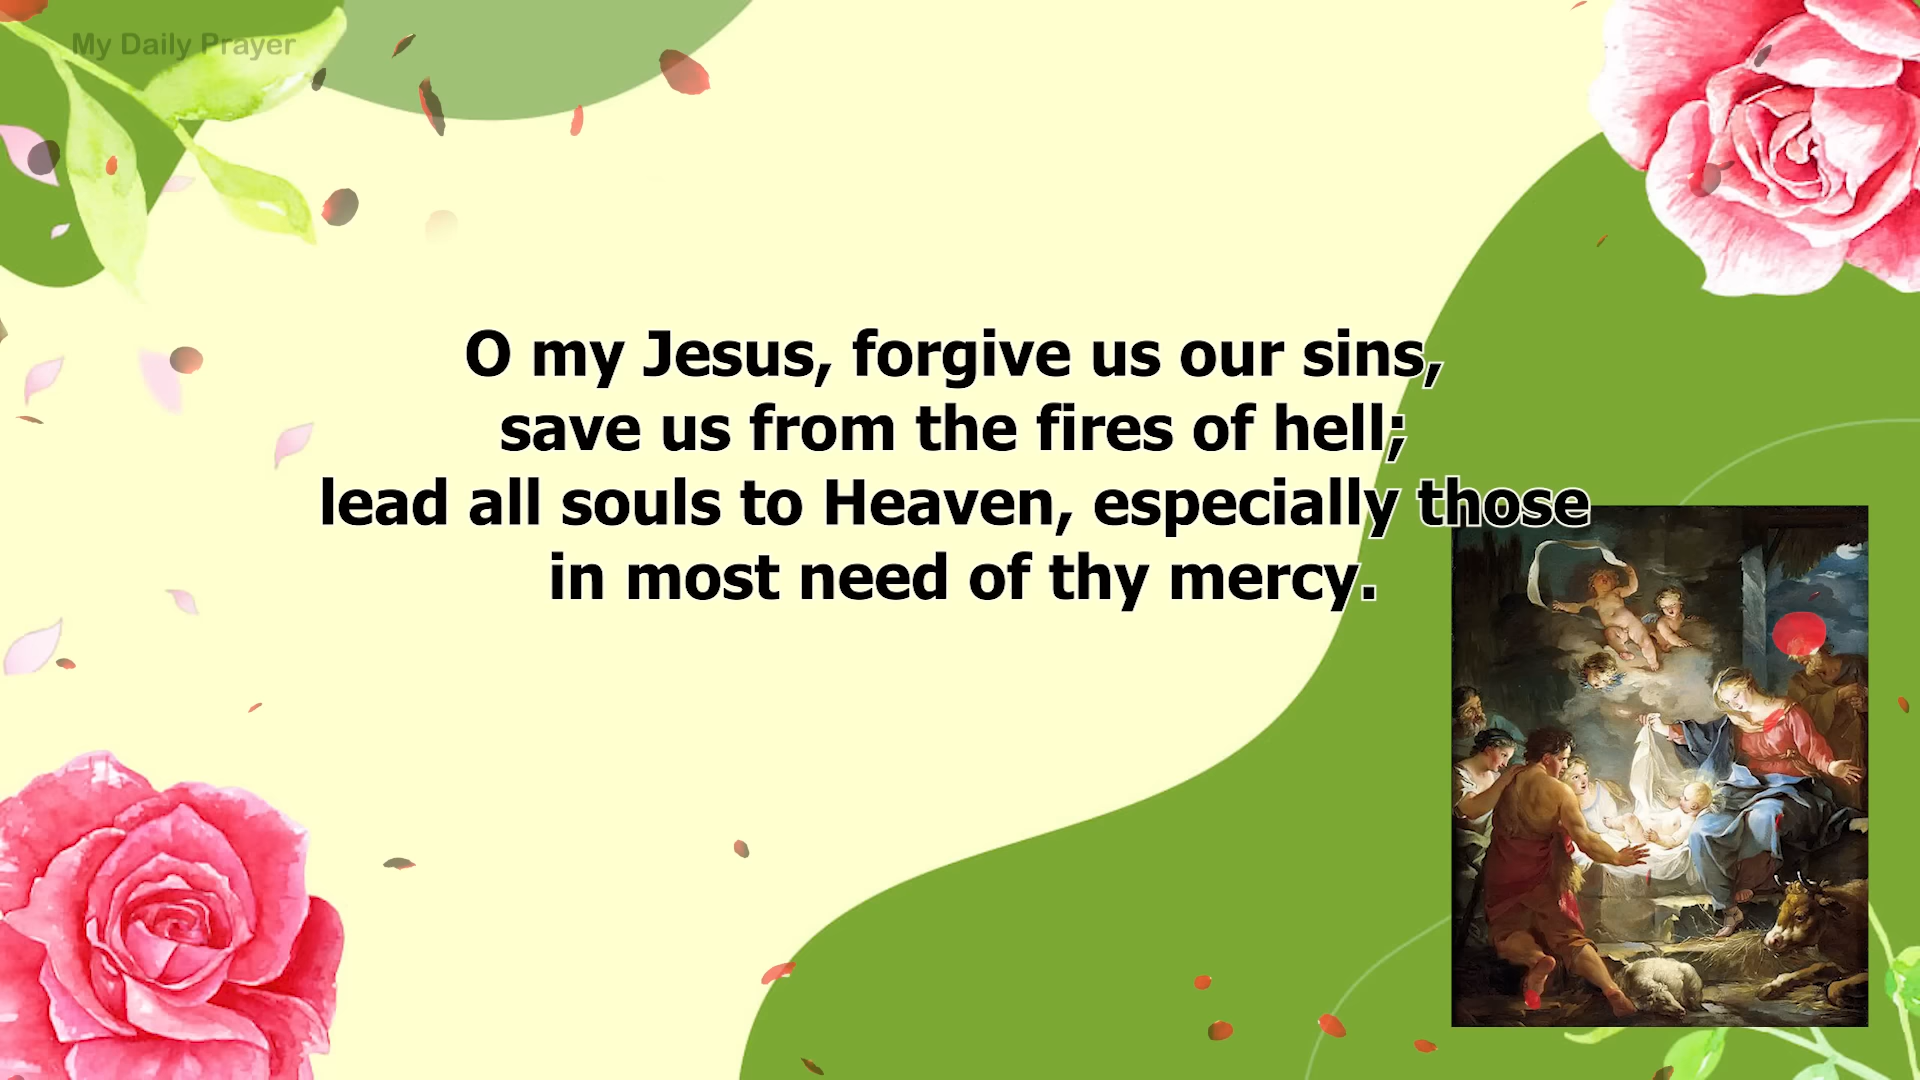 My Daily Prayer
O my Jesus, forgive us our sins,
save us from the fires of hell;
lead all souls to Heaven, especially those
in most need of thy mercy.